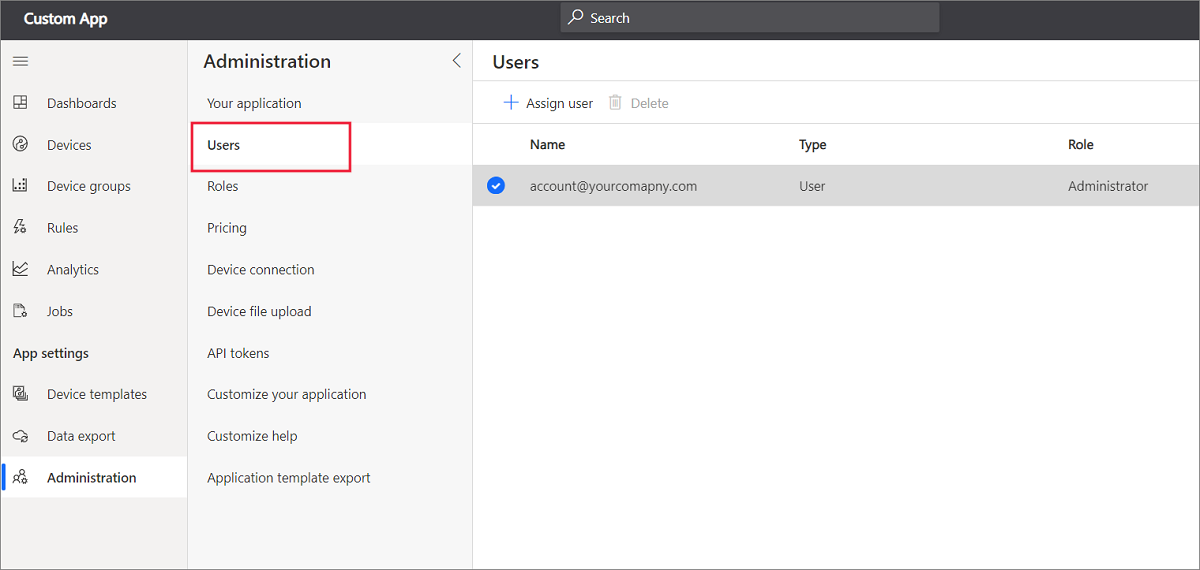 Custom App
Search
Dashboards
Devices
Device groups
Rules
Analytics
Jobs
App settings
Device templates
Data export
Administration
Administration
Your application
Users
Roles
Pricing
Device connection
Device file upload
API tokens
Customize your application
Customize help
Application template export
Users
Assign user Delete
Name Type Role
account@yourcomapny.com User Administrator